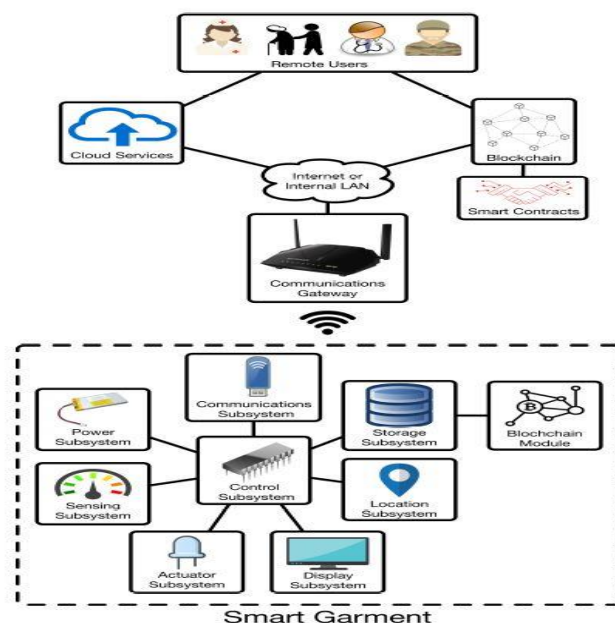 Remote Users
Cloud Services
Blockchain
Internet or
Internal LAN
Smart Contracts
Communications
Gateway
Communications
Subsystem
Power
Subsystem
Storage
Subsystem
Blochchain
Module
Control
Subsystem
Sensing
Subsystem
Location
Subsystem
Actuator
Subsystem
Display
Subsystem
Smart Garment